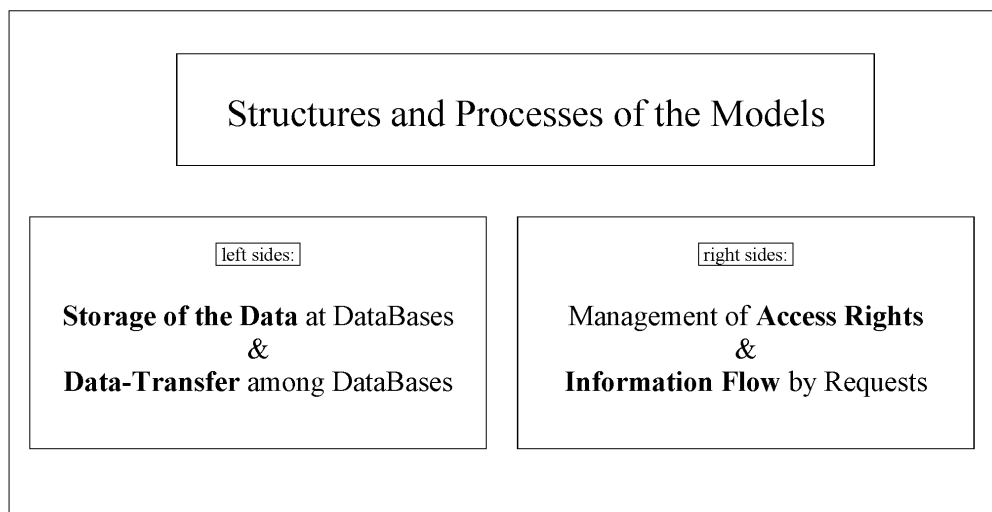 Structures and Processes of the Models
left sides:
Storage of the Data at DataBases
&
Data-Transfer among DataBases
right sides:
Management of Access Rights
&
Information Flow by Requests